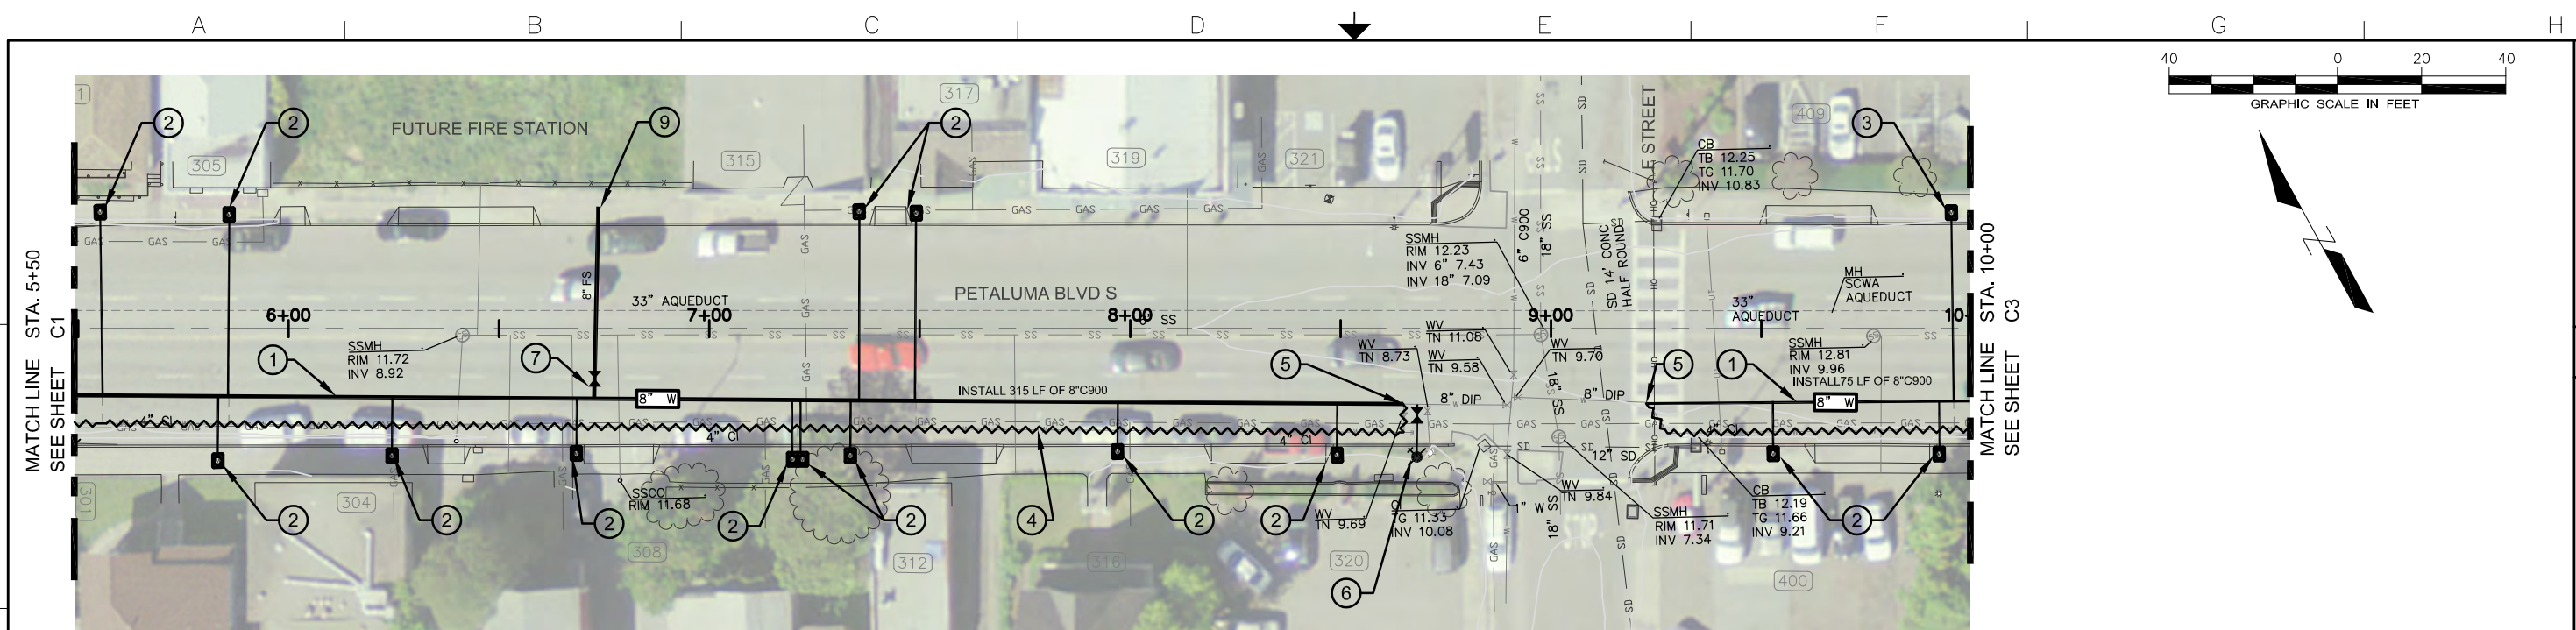 A B C D E F G H
40 0 20 40
GRAPHIC SCALE IN FEET
MATCH LINE STA. 5+50
SEE SHEET C1
MATCH LINE STA. 10+00
SEE SHEET C3
2
2
9
2
3
305
FUTURE FIRE STATION
315
317
319
321
409
E STREET
CB
TB 12.25
TG 11.70
INV 10.83
GAS GAS GAS
GAS GAS GAS GAS
8" FS
33" AQUEDUCT
PETALUMA BLVD S
6+00
7+00
8+00
9+00
10+
6" SS
SSMH
RIM 12.23
INV 6" 7.43
INV 18" 7.09
6" C900
18" SS
SD 14' CONC
HALF ROUND
MH
SCWA
AQUEDUCT
33"
AQUEDUCT
SSMH
RIM 11.72
INV 8.92
1
7
5
5
1
WV
TN 8.73
WV
TN 11.08
WV
TN 9.58
WV
TN 9.70
SSMH
RIM 12.81
INV 9.96
INSTALL 315 LF OF 8"C900
INSTALL75 LF OF 8"C900
8" W
8" W
8" DIP
8" DIP
18" SS
4" CI
4" CI
4" CI
4" CI
12" SD
SSCO
RIM 11.68
WV
TN 9.69
TG 11.33
INV 10.08
WV
TN 9.84
1" W
18" SS
SSMH
RIM 11.71
INV 7.34
CB
TB 12.19
TG 11.66
INV 9.21
2
2
2
2
2
4
2
2
2
6
301
304
308
312
316
320
400